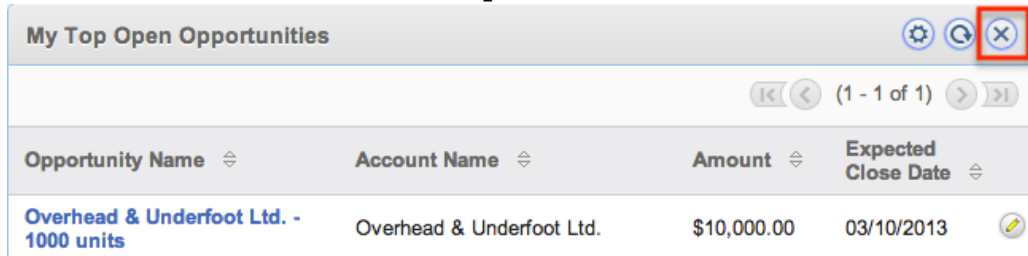 My Top Open Opportunities
(1 - 1 of 1)
Opportunity Name Account Name Amount Expected Close Date
Overhead & Underfoot Ltd. - 1000 units Overhead & Underfoot Ltd. $10,000.00 03/10/2013